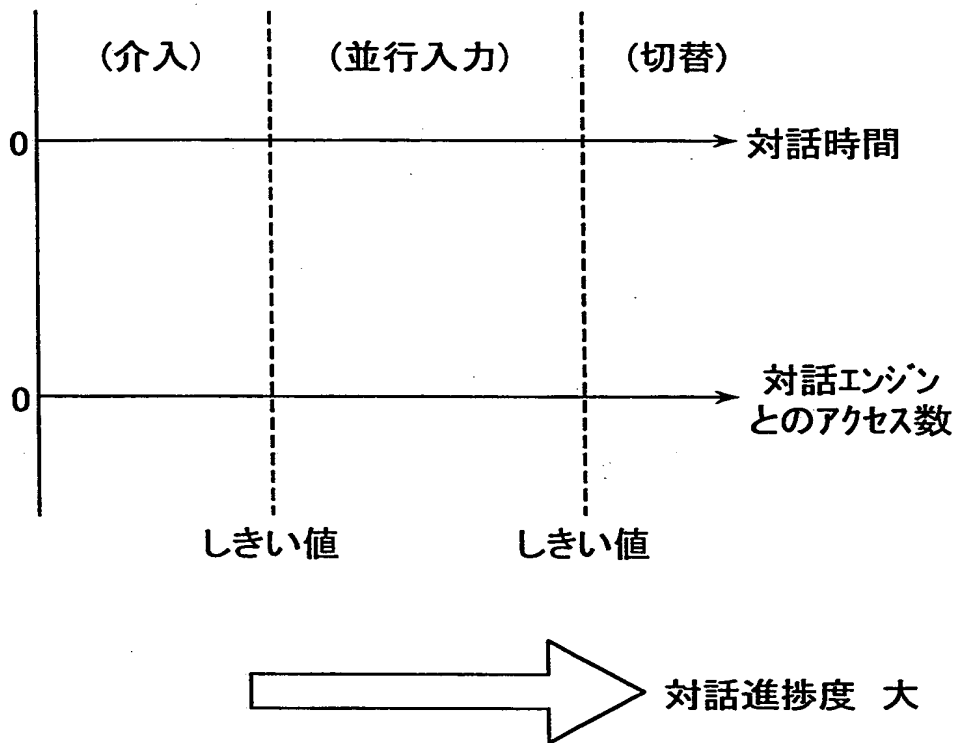 (介入)
(並行入力)
(切替)
0
対話時間
0
対話ｴﾝｼﾞﾝ
とのｱｸｾｽ数
しきい値
しきい値
対話進捗度 大